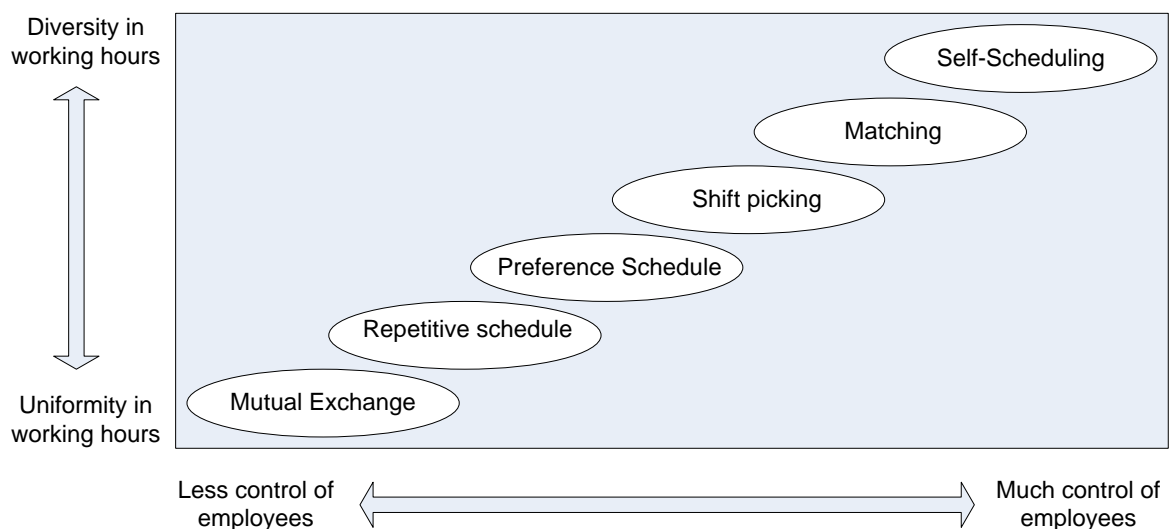 Diversity in
working hours
Self-Scheduling
Matching
Shift picking
Preference Schedule
Repetitive schedule
Mutual Exchange
Uniformity in
working hours
Less control of
employees
Much control of
employees